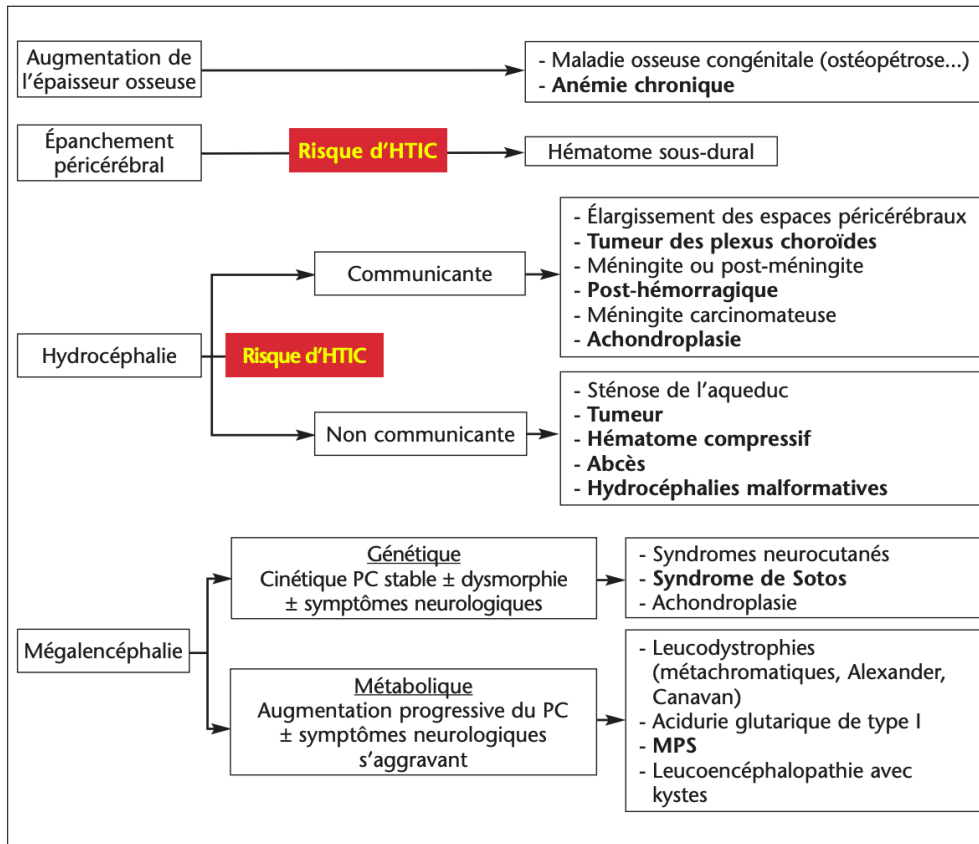 Augmentation de
l'épaisseur osseuse
- Maladie osseuse congénitale (ostéopétrose...)
- Anémie chronique
Épanchement
péricérébral
Risque d'HTIC
Hématome sous-dural
Hydrocéphalie
Risque d'HTIC
Communicante
- Élargissement des espaces péricérébraux
- Tumeur des plexus choroïdes
- Méningite ou post-méningite
- Post-hémorragique
- Méningite carcinomateuse
- Achondroplasie
Non communicante
- Sténose de l'aqueduc
- Tumeur
- Hématome compressif
- Abcès
- Hydrocéphalies malformatives
Mégalencéphalie
Génétique
Cinétique PC stable ± dysmorphie
± symptômes neurologiques
- Syndromes neurocutanés
- Syndrome de Sotos
- Achondroplasie
Métabolique
Augmentation progressive du PC
± symptômes neurologiques
s'aggravant
- Leucodystrophies
(métachromatiques, Alexander,
Canavan)
- Acidurie glutarique de type I
- MPS
- Leucoencéphalopathie avec
kystes